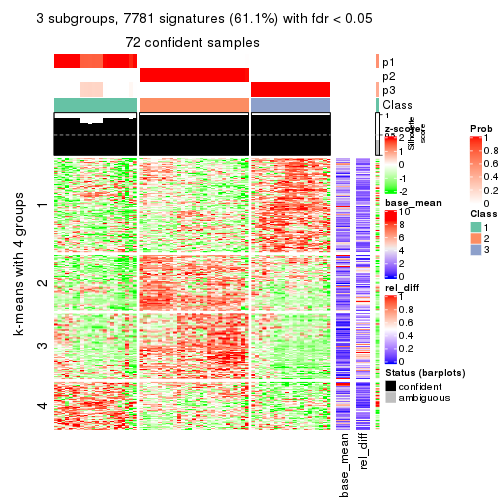 3 subgroups, 7781 signatures (61.1%) with fdr < 0.05
72 confident samples
p1
p2
p3
Class
1
0.5
0
Silhouette
score
k-means with 4 groups
1
2
3
4
base_mean
rel_diff
z-score
2
1
0
-1
-2
base_mean
10
8
6
4
2
0
rel_diff
1
0.8
0.6
0.4
0.2
0
Status (barplots)
confident
ambiguous
Prob
1
0.8
0.6
0.4
0.2
0
Class
1
2
3